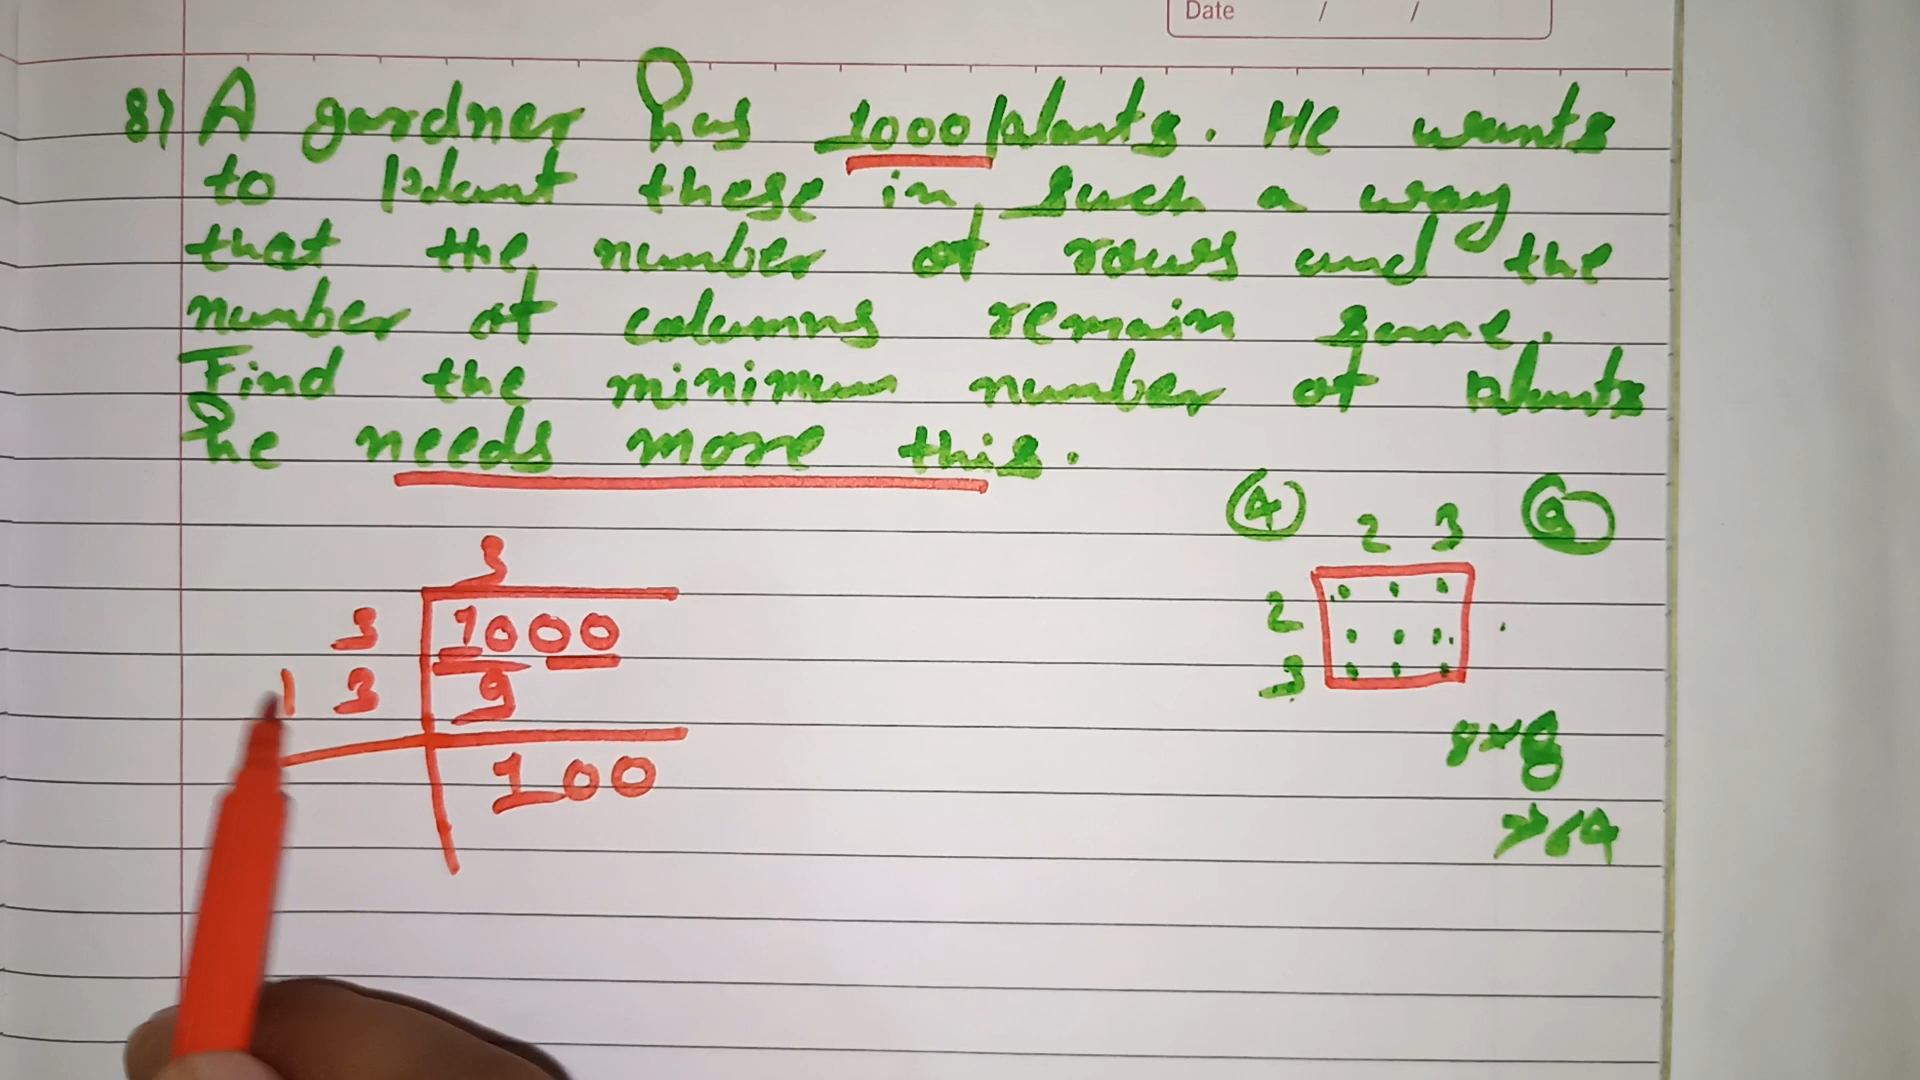 Date / /
8) A gardner has 1000 plants. He wants
to plant these in such a way
that the number of rows and the
number of columns remain same.
Find the minimum number of plants
he needs more this.
4 2 3 9
2
3
8×8
64
3
3 1000
1 3 9
100